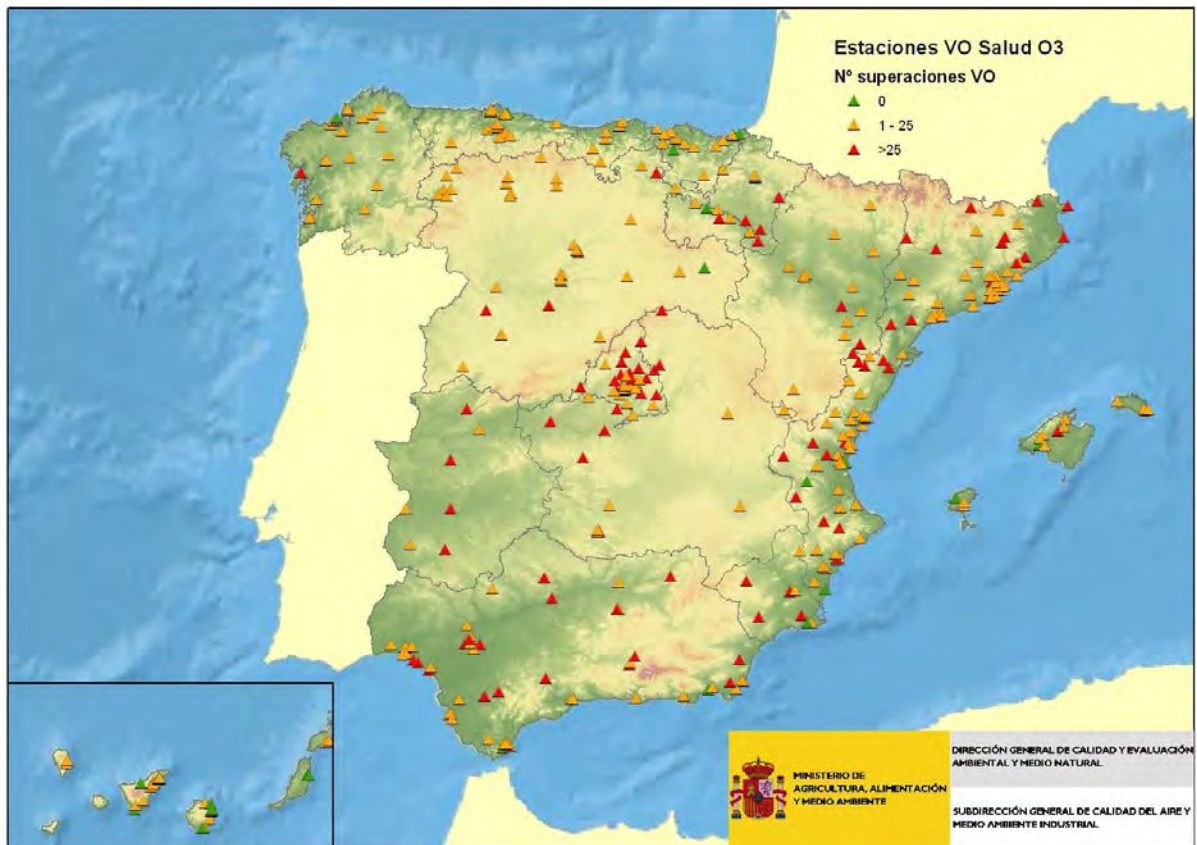 Estaciones VO Salud O3
Nº superaciones VO
0
1 - 25
>25
MINISTERIO DE
AGRICULTURA, ALIMENTACIÓN
Y MEDIO AMBIENTE
DIRECCIÓN GENERAL DE CALIDAD Y EVALUACIÓN
AMBIENTAL Y MEDIO NATURAL
SUBDIRECCIÓN GENERAL DE CALIDAD DEL AIRE Y
MEDIO AMBIENTE INDUSTRIAL